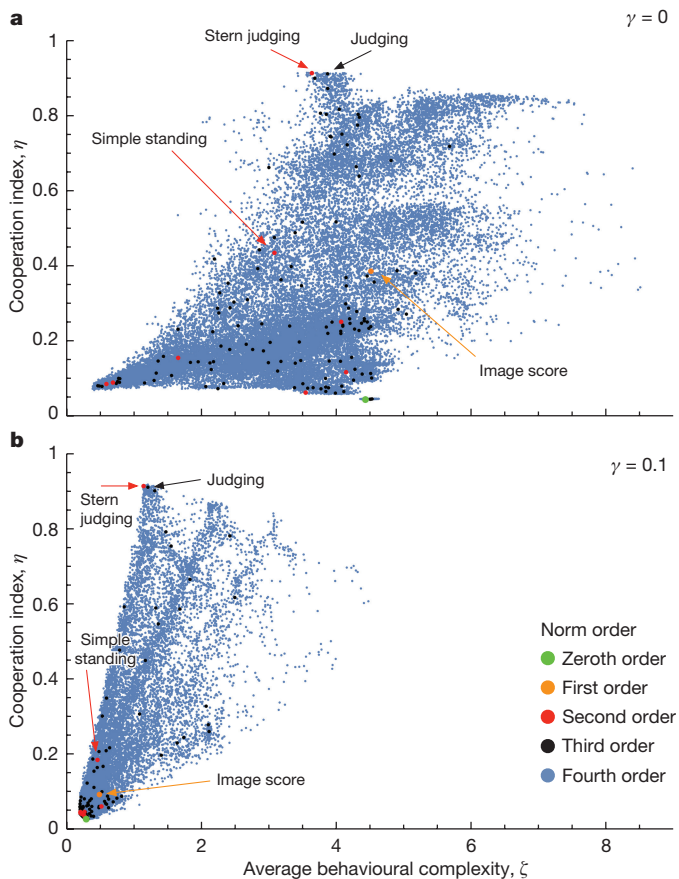 a
γ = 0
Stern judging
Judging
Simple standing
Image score
Cooperation index, η
1
0.8
0.6
0.4
0.2
0
b
γ = 0.1
Judging
Stern
judging
Simple
standing
Image score
Cooperation index, η
1
0.8
0.6
0.4
0.2
0
Norm order
Zeroth order
First order
Second order
Third order
Fourth order
0 2 4 6 8
Average behavioural complexity, ζ